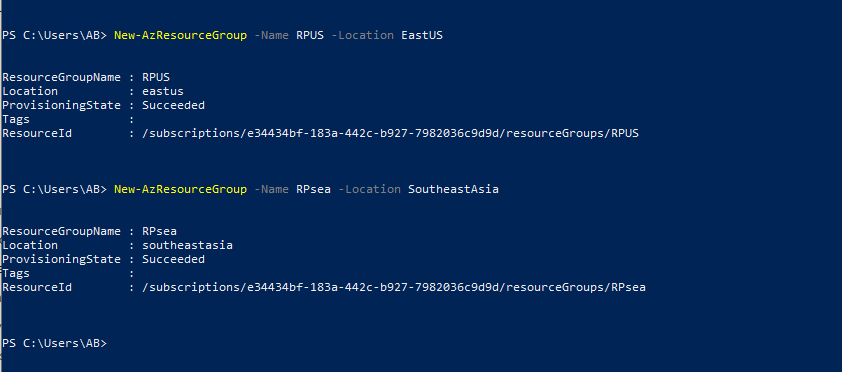 PS C:\Users\AB> New-AzResourceGroup -Name RPUS -Location EastUS
ResourceGroupName : RPUS
Location          : eastus
ProvisioningState : Succeeded
Tags              :
ResourceId        : /subscriptions/e34434bf-183a-442c-b927-7982036c9d9d/resourceGroups/RPUS
PS C:\Users\AB> New-AzResourceGroup -Name RPsea -Location SoutheastAsia
ResourceGroupName : RPsea
Location          : southeastasia
ProvisioningState : Succeeded
Tags              :
ResourceId        : /subscriptions/e34434bf-183a-442c-b927-7982036c9d9d/resourceGroups/RPsea
PS C:\Users\AB>